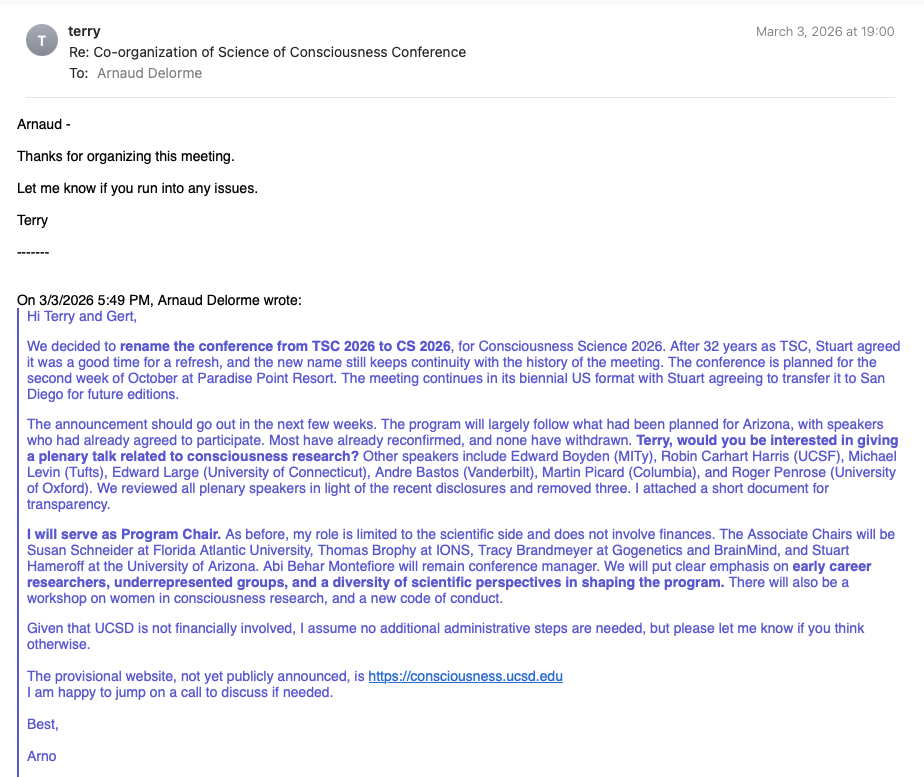 T
terry
March 3, 2026 at 19:00
Re: Co-organization of Science of Consciousness Conference
To: Arnaud Delorme
Arnaud -
Thanks for organizing this meeting.
Let me know if you run into any issues.
Terry
-------
On 3/3/2026 5:49 PM, Arnaud Delorme wrote:
Hi Terry and Gert,
We decided to rename the conference from TSC 2026 to CS 2026, for Consciousness Science 2026. After 32 years as TSC, Stuart agreed
it was a good time for a refresh, and the new name still keeps continuity with the history of the meeting. The conference is planned for the
second week of October at Paradise Point Resort. The meeting continues in its biennial US format with Stuart agreeing to transfer it to San
Diego for future editions.
The announcement should go out in the next few weeks. The program will largely follow what had been planned for Arizona, with speakers
who had already agreed to participate. Most have already reconfirmed, and none have withdrawn. Terry, would you be interested in giving
a plenary talk related to consciousness research? Other speakers include Edward Boyden (MITy), Robin Carhart Harris (UCSF), Michael
Levin (Tufts), Edward Large (University of Connecticut), Andre Bastos (Vanderbilt), Martin Picard (Columbia), and Roger Penrose (University
of Oxford). We reviewed all plenary speakers in light of the recent disclosures and removed three. I attached a short document for
transparency.
I will serve as Program Chair. As before, my role is limited to the scientific side and does not involve finances. The Associate Chairs will be
Susan Schneider at Florida Atlantic University, Thomas Brophy at IONS, Tracy Brandmeyer at Gogenetics and BrainMind, and Stuart
Hameroff at the University of Arizona. Abi Behar Montefiore will remain conference manager. We will put clear emphasis on early career
researchers, underrepresented groups, and a diversity of scientific perspectives in shaping the program. There will also be a
workshop on women in consciousness research, and a new code of conduct.
Given that UCSD is not financially involved, I assume no additional administrative steps are needed, but please let me know if you think
otherwise.
The provisional website, not yet publicly announced, is https://consciousness.ucsd.edu
I am happy to jump on a call to discuss if needed.
Best,
Arno